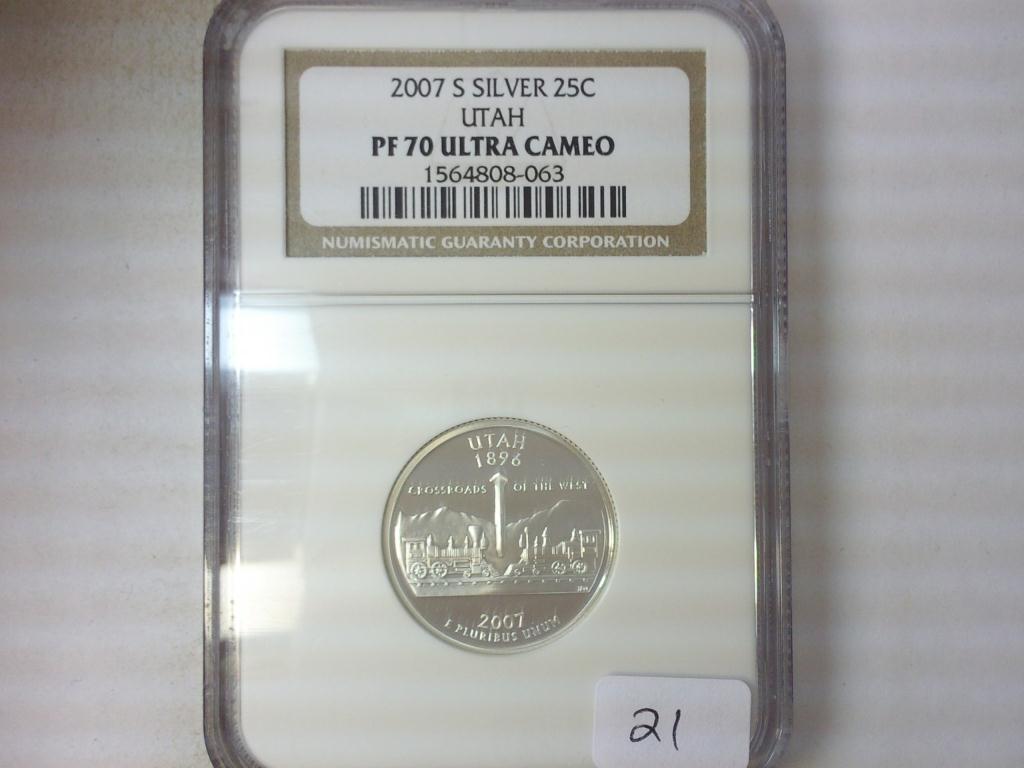 2007 S SILVER 25C
UTAH
PF 70 ULTRA CAMEO
1564808-063
NUMISMATIC GUARANTY CORPORATION
UTAH
1896
CROSSROADS OF THE WEST
2007
E PLURIBUS UNUM
21